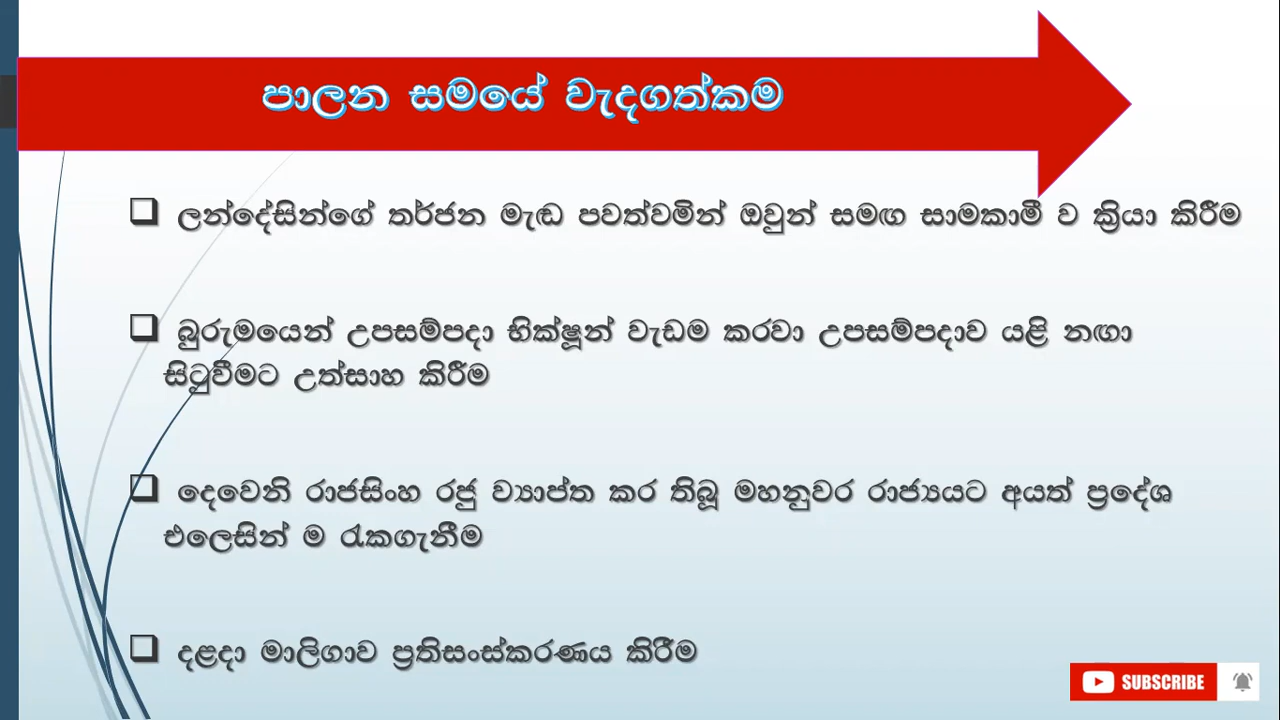 පාලන සමයේ වැදගත්කම
ලන්දේසින්ගේ තර්ජන මැඬ පවත්වමින් ඔවුන් සමඟ සාමකාමී ව ක්‍රියා කිරීම
බුරුමයෙන් උපසම්පදා භික්ෂූන් වැඩම කරවා උපසම්පදාව යළි නඟා
සිටුවීමට උත්සාහ කිරීම
දෙවෙනි රාජසිංහ රජු ව්‍යාප්ත කර තිබූ මහනුවර රාජ්‍යයට අයත් ප්‍රදේශ
එලෙසින් ම රැකගැනීම
දළදා මාලිගාව ප්‍රතිසංස්කරණය කිරීම
SUBSCRIBE